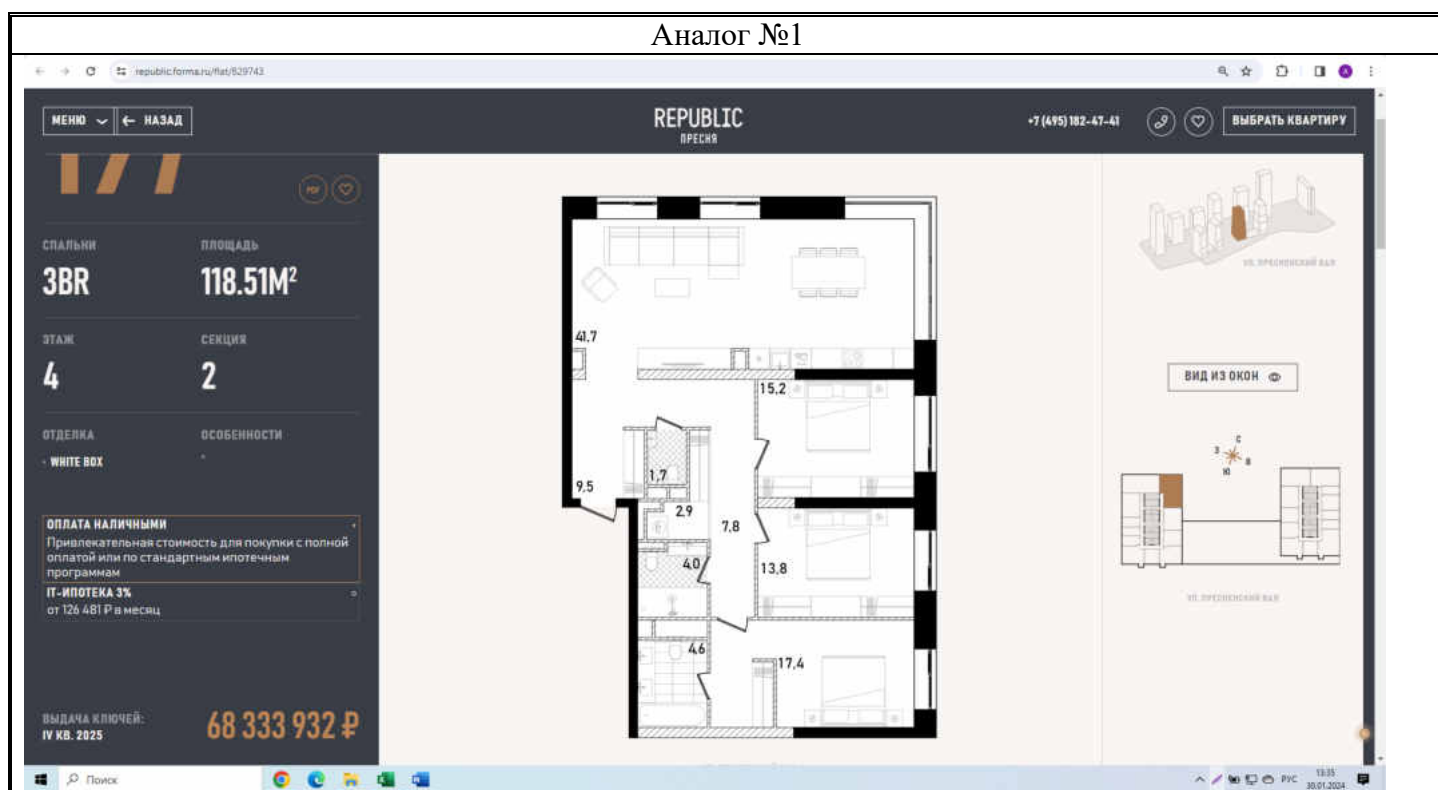 Аналог №1
republic.forma.ru/flat/829743
МЕНЮ
← НАЗАД
REPUBLIC
ПРЕСНЯ
+7 (495) 182-47-41
ВЫБРАТЬ КВАРТИРУ
177
PDF
СПАЛЬНИ
ПЛОЩАДЬ
3BR
118.51М²
ЭТАЖ
СЕКЦИЯ
4
2
ОТДЕЛКА
ОСОБЕННОСТИ
- WHITE BOX
ОПЛАТА НАЛИЧНЫМИ
Привлекательная стоимость для покупки с полной
оплатой или по стандартным ипотечным
программам
IT-ИПОТЕКА 3%
от 126 481 Р в месяц
ВЫДАЧА КЛЮЧЕЙ:
IV КВ. 2025
68 333 932 ₽
41,7
15,2
1,7
9,5
2,9
7,8
4,0
13,8
4,6
17,4
УЛ. ПРЕСНЕНСКИЙ ВАЛ
ВИД ИЗ ОКОН
С
З
В
Ю
УЛ. ПРЕСНЕНСКИЙ ВАЛ
Поиск
РУС
13:35
30.01.2024